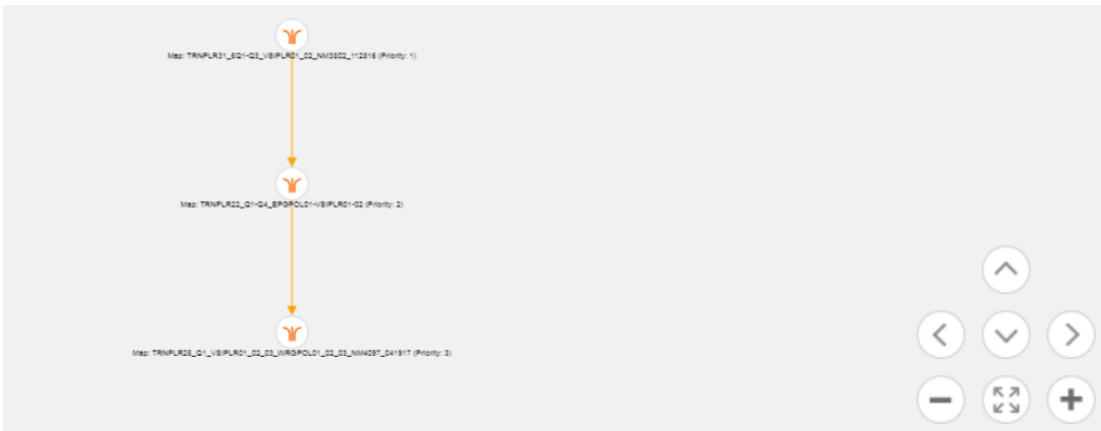 Map: TRNPLR31_6Q1-Q3_VSIPLR01_02_NM3802_112816 (Priority: 1)
Map: TRNPLR22_Q1-Q4_EPGPOL01-VSIPLR01-02 (Priority: 2)
Map: TRNPLR25_Q1_VSIPLR01_02_03_WRGPOL01_02_03_NM4097_041917 (Priority: 3)